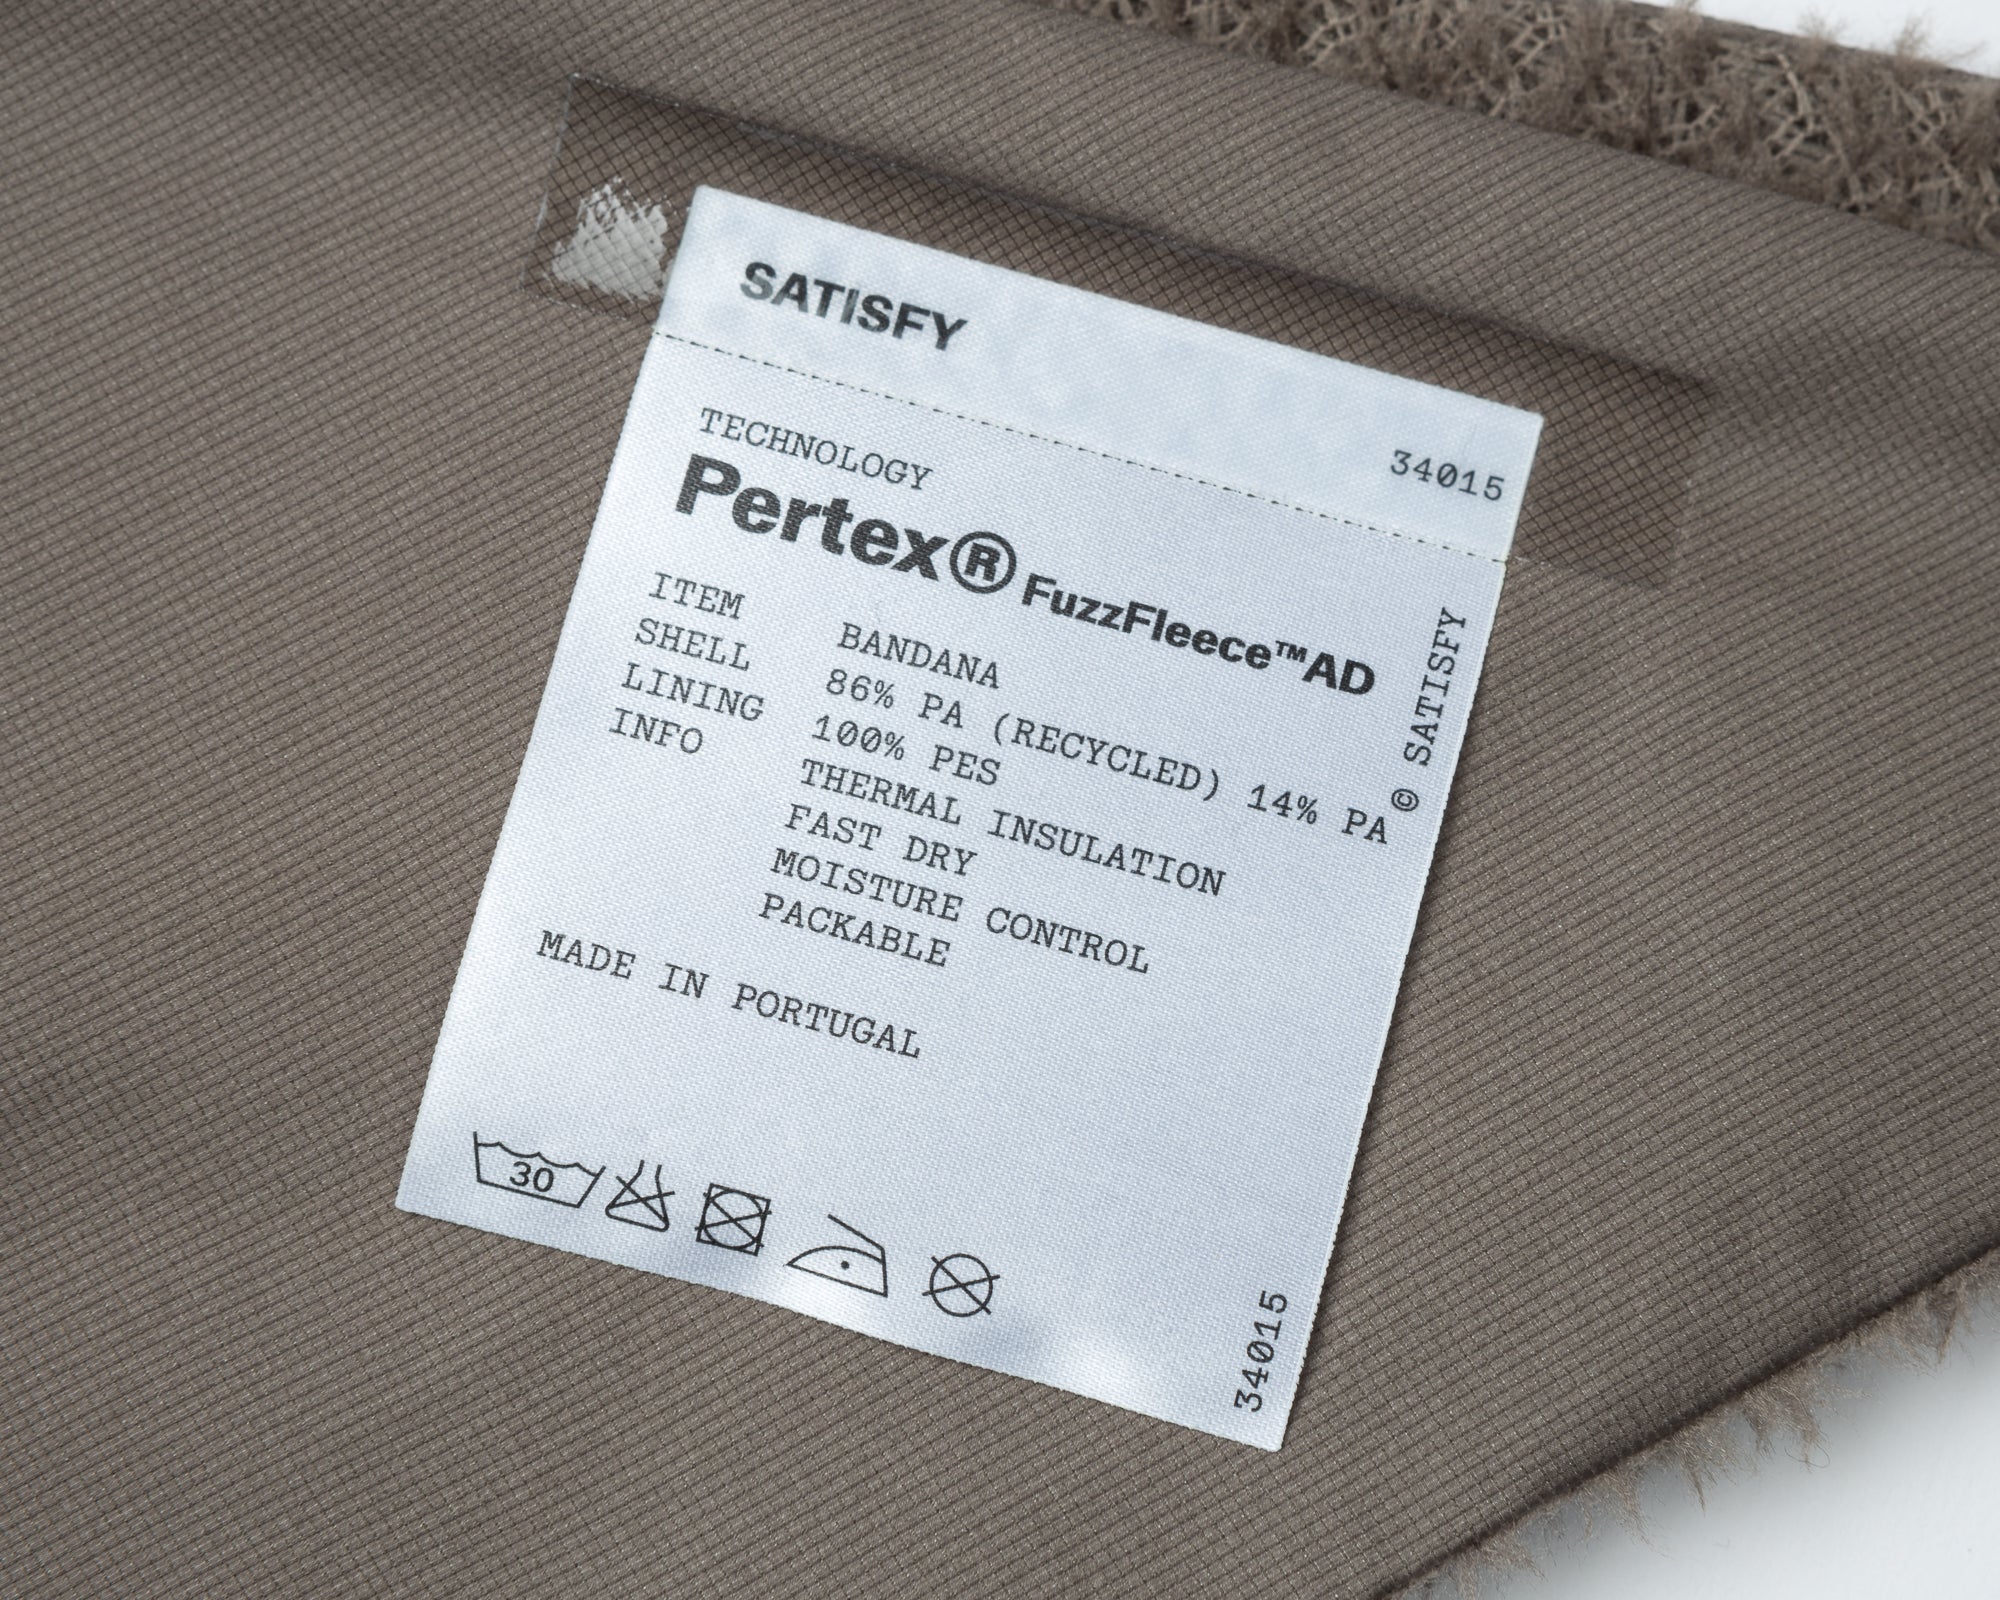 SATISFY
34015
TECHNOLOGY
Pertex® FuzzFleece™AD
ITEM BANDANA
SHELL 86% PA (RECYCLED) 14% PA
LINING 100% PES
INFO THERMAL INSULATION
FAST DRY
MOISTURE CONTROL
PACKABLE
MADE IN PORTUGAL
© SATISFY
30
34015